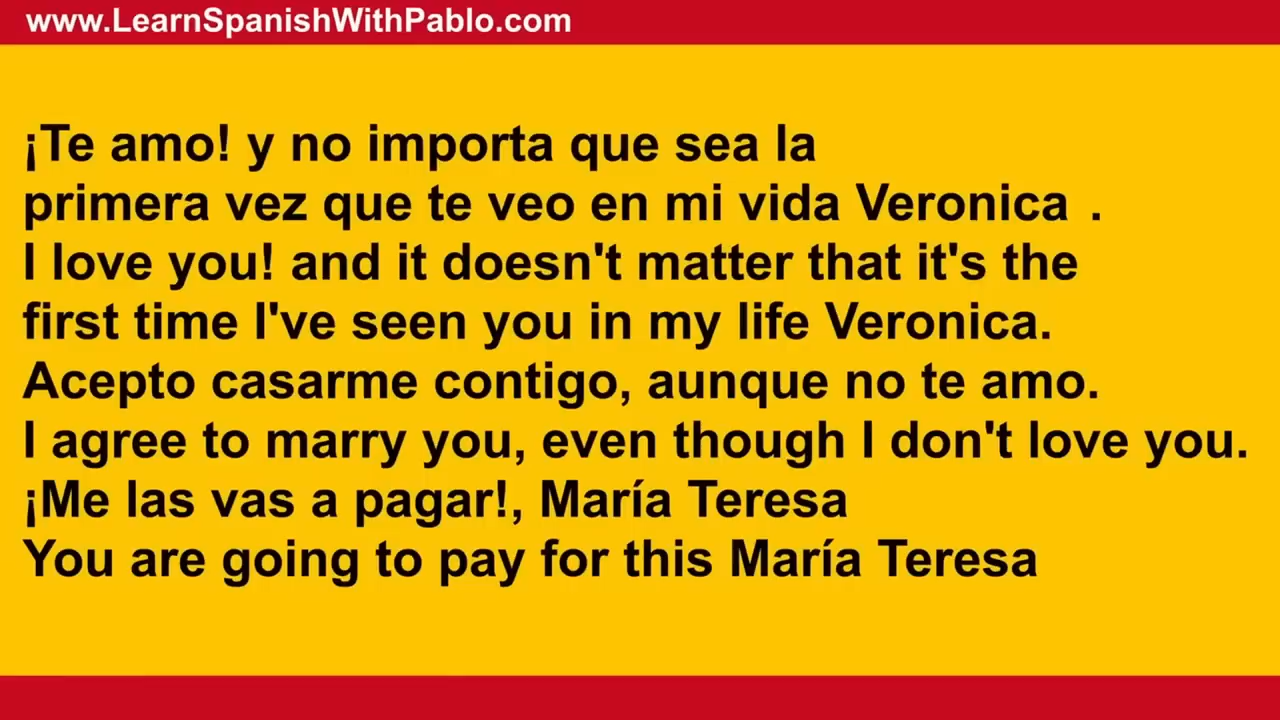 www.LearnSpanishWithPablo.com
¡Te amo! y no importa que sea la
primera vez que te veo en mi vida Veronica .
I love you! and it doesn't matter that it's the
first time I've seen you in my life Veronica.
Acepto casarme contigo, aunque no te amo.
I agree to marry you, even though I don't love you.
¡Me las vas a pagar!, María Teresa
You are going to pay for this María Teresa